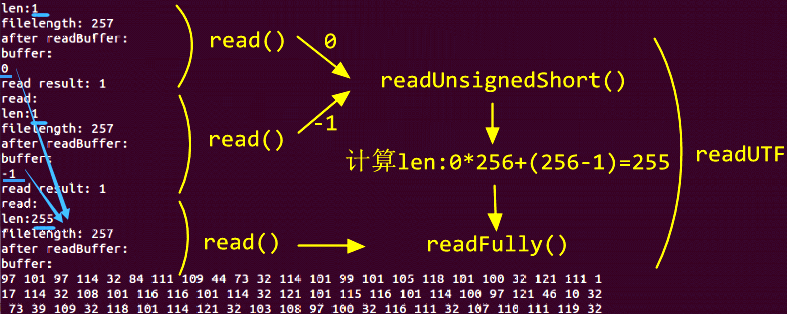 len:1
filelength: 257
after readBuffer:
buffer:
0
read result: 1
read:
len:1
filelength: 257
after readBuffer:
buffer:
-1
read result: 1
read:
len:255
filelength: 257
after readBuffer:
buffer:
97 101 97 114 32 84 111 109 44 73 32 114 101 99 101 105 118 101 100 32 121 111 1
17 114 32 108 101 116 116 101 114 32 121 101 115 116 101 114 100 97 121 46 10 32
73 39 109 32 118 101 114 121 32 103 108 97 100 32 116 111 32 107 110 111 119 32
read()
0
read()
-1
read()
readUnsignedShort()
计算len:0*256+(256-1)=255
readFully()
readUTF